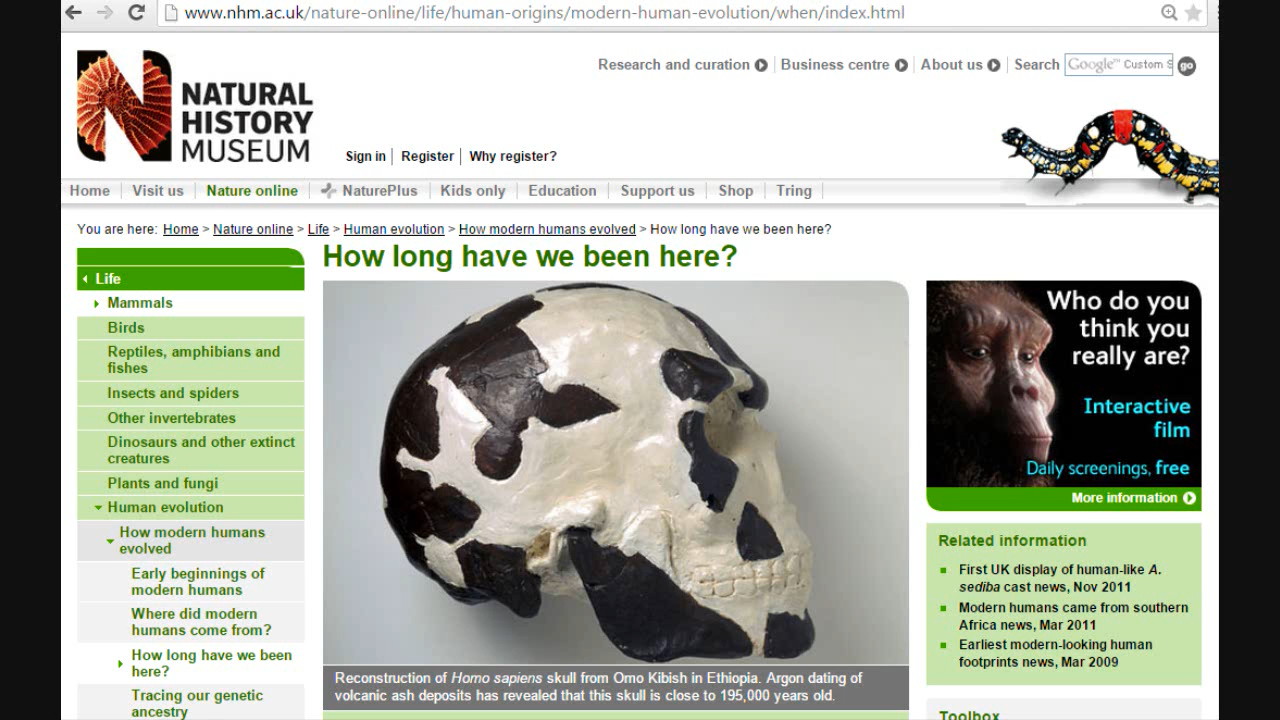 www.nhm.ac.uk/nature-online/life/human-origins/modern-human-evolution/when/index.html
Research and curation
Business centre
About us
Search
Google™ Custom S
go
NATURAL
HISTORY
MUSEUM
Sign in
Register
Why register?
Home
Visit us
Nature online
NaturePlus
Kids only
Education
Support us
Shop
Tring
You are here: Home > Nature online > Life > Human evolution > How modern humans evolved > How long have we been here?
Life
Mammals
Birds
Reptiles, amphibians and
fishes
Insects and spiders
Other invertebrates
Dinosaurs and other extinct
creatures
Plants and fungi
Human evolution
How modern humans
evolved
Early beginnings of
modern humans
Where did modern
humans come from?
How long have we been
here?
Tracing our genetic
ancestry
How long have we been here?
Reconstruction of Homo sapiens skull from Omo Kibish in Ethiopia. Argon dating of
volcanic ash deposits has revealed that this skull is close to 195,000 years old.
Who do you
think you
really are?
Interactive
film
Daily screenings, free
More information
Related information
First UK display of human-like A.
sediba cast news, Nov 2011
Modern humans came from southern
Africa news, Mar 2011
Earliest modern-looking human
footprints news, Mar 2009
Toolbox